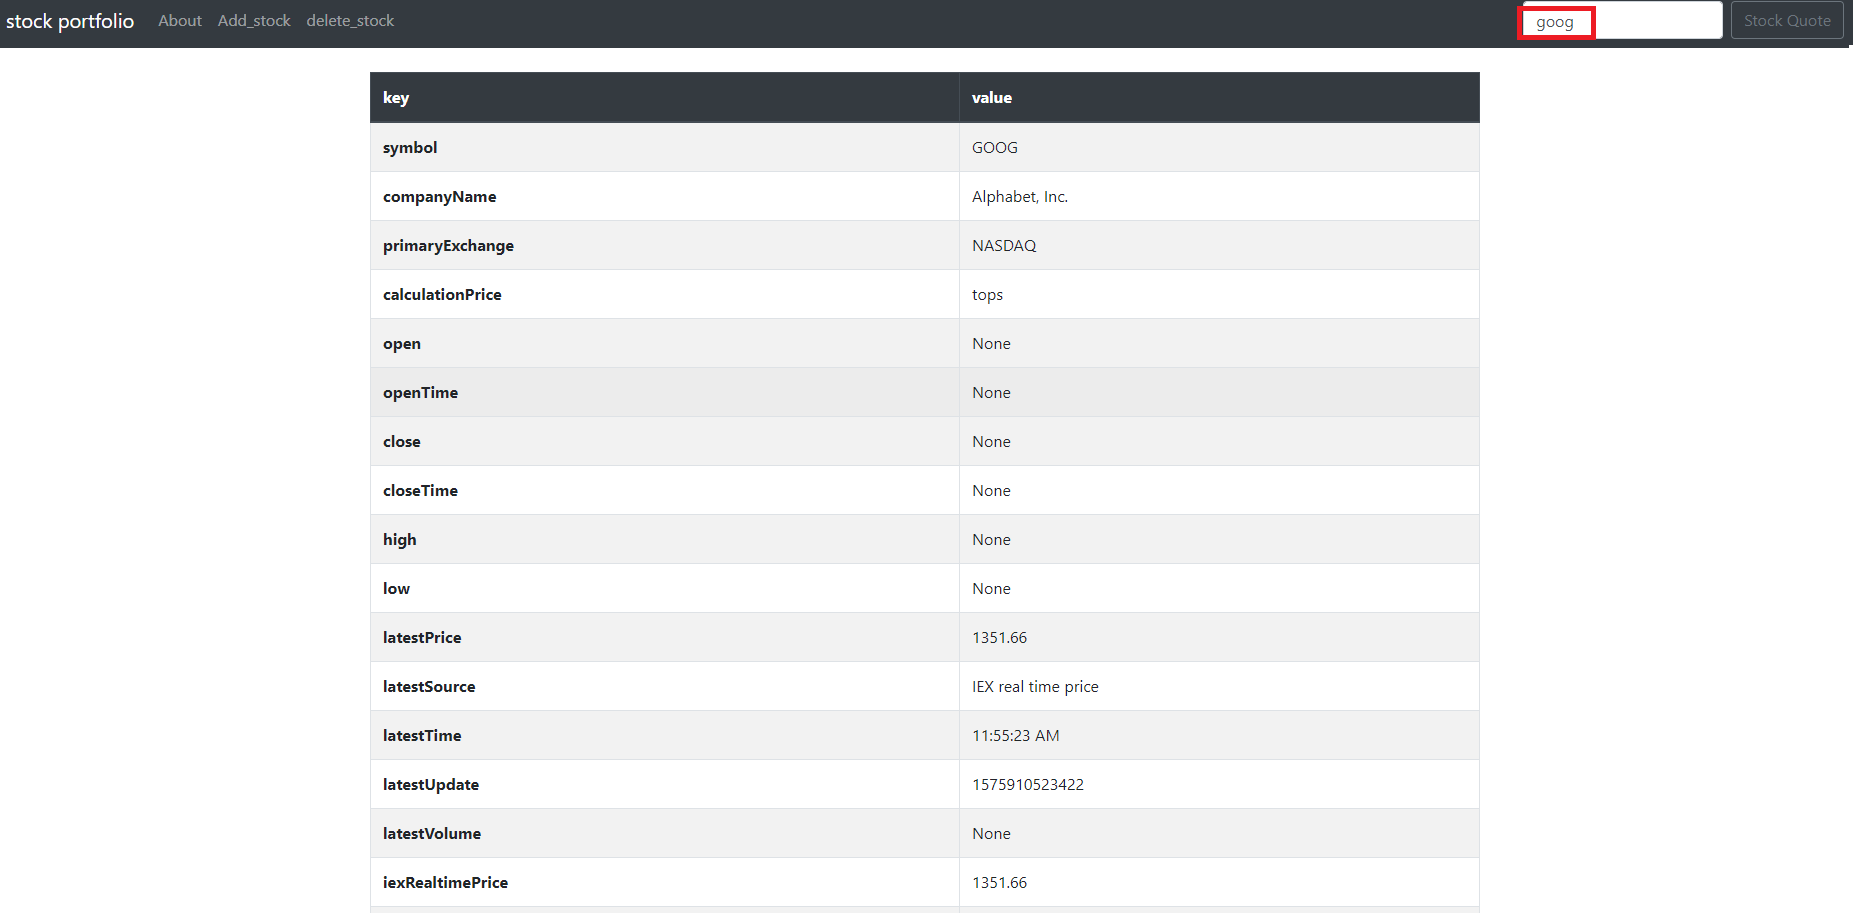 stock portfolio About Add_stock delete_stock goog Stock Quote
key value
symbol GOOG
companyName Alphabet, Inc.
primaryExchange NASDAQ
calculationPrice tops
open None
openTime None
close None
closeTime None
high None
low None
latestPrice 1351.66
latestSource IEX real time price
latestTime 11:55:23 AM
latestUpdate 1575910523422
latestVolume None
iexRealtimePrice 1351.66